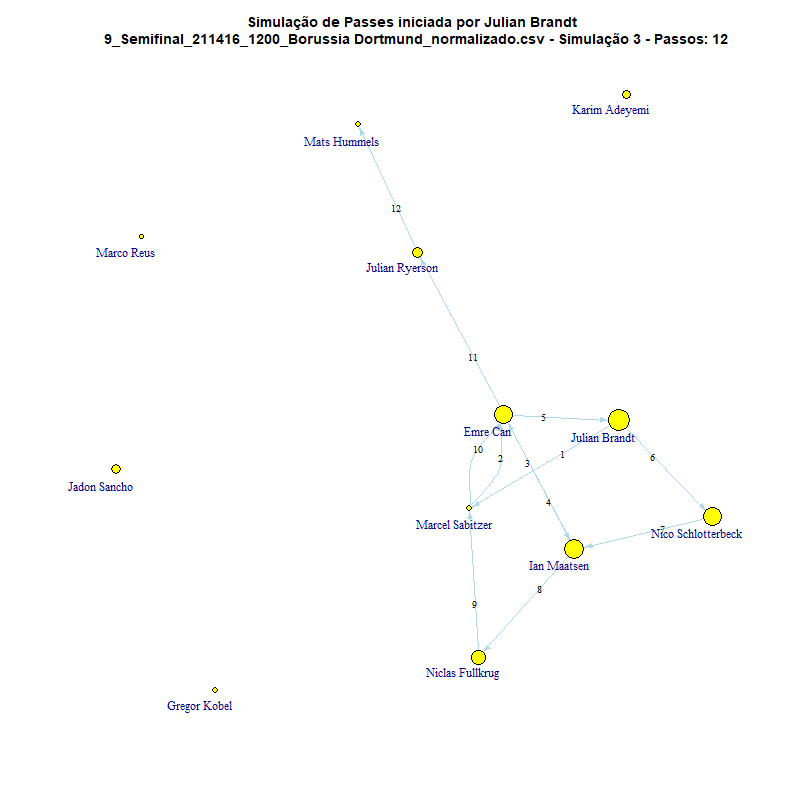 Simulação de Passes iniciada por Julian Brandt
9_Semifinal_211416_1200_Borussia Dortmund_normalizado.csv - Simulação 3 - Passos: 12
Karim Adeyemi
Mats Hummels
12
Marco Reus
Julian Ryerson
11
5
Emre Can
Julian Brandt
10
2
3
1
6
Jadon Sancho
4
Marcel Sabitzer
7
Nico Schlotterbeck
Ian Maatsen
8
9
Niclas Fullkrug
Gregor Kobel